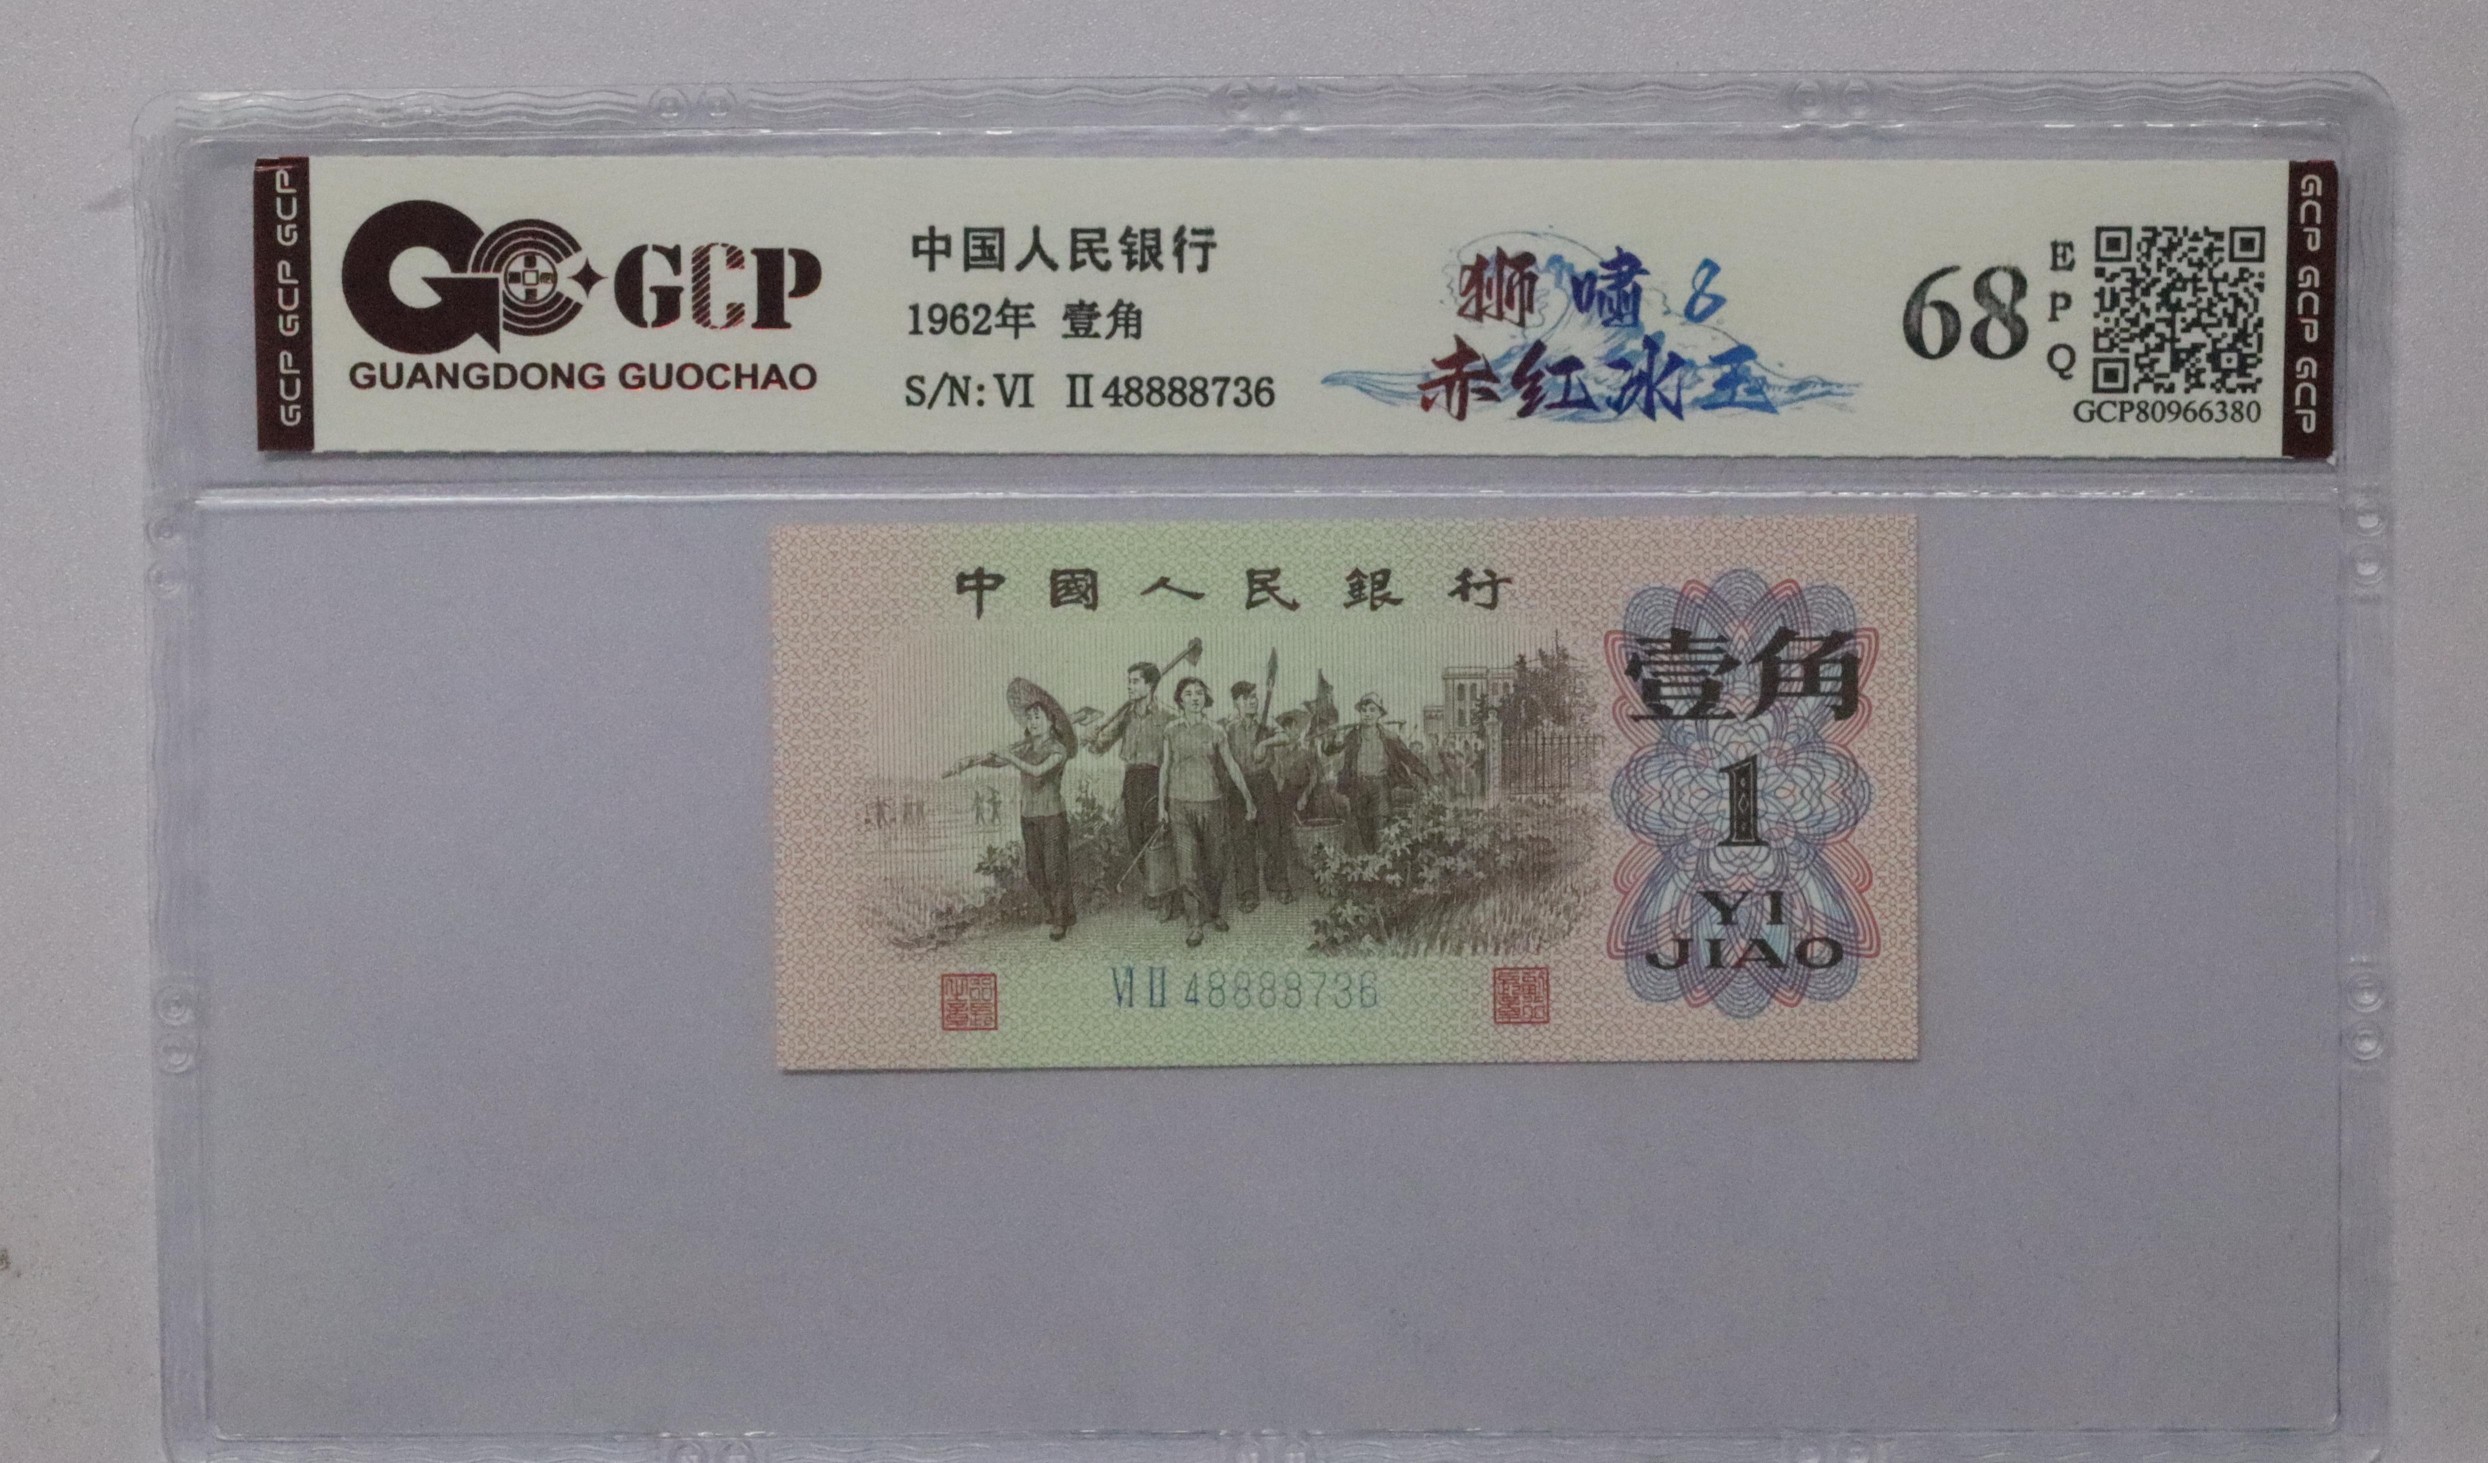 GCP GCP GCP
GCP
GUANGDONG GUOCHAO
中国人民银行
1962年 壹角
S/N: VI II 48888736
狮啸8
赤红冰玉
68
EPQ
GCP80966380
GCP GCP GCP
中國人民銀行
壹角
1
YI
JIAO
VI II 48888736